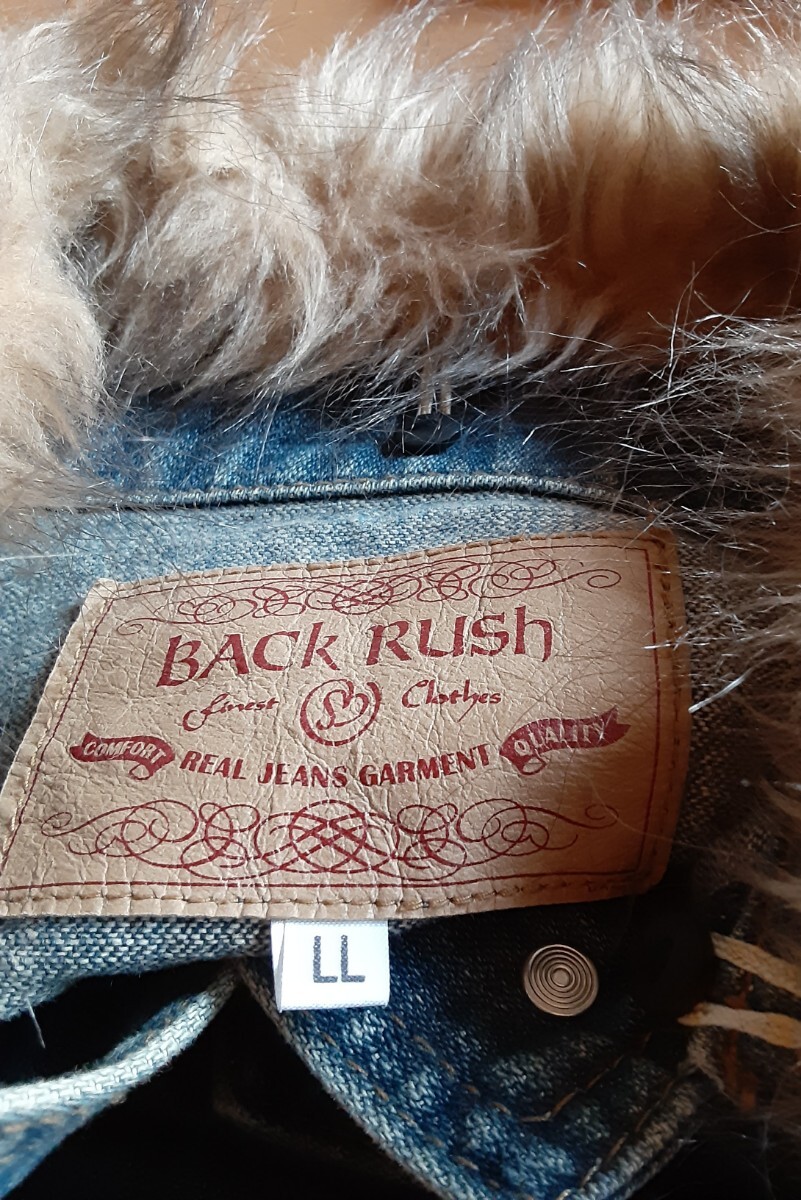 BACK RUSh
finest Clothes
COMFORT REAL JEANS GARMENT QUALITY
LL